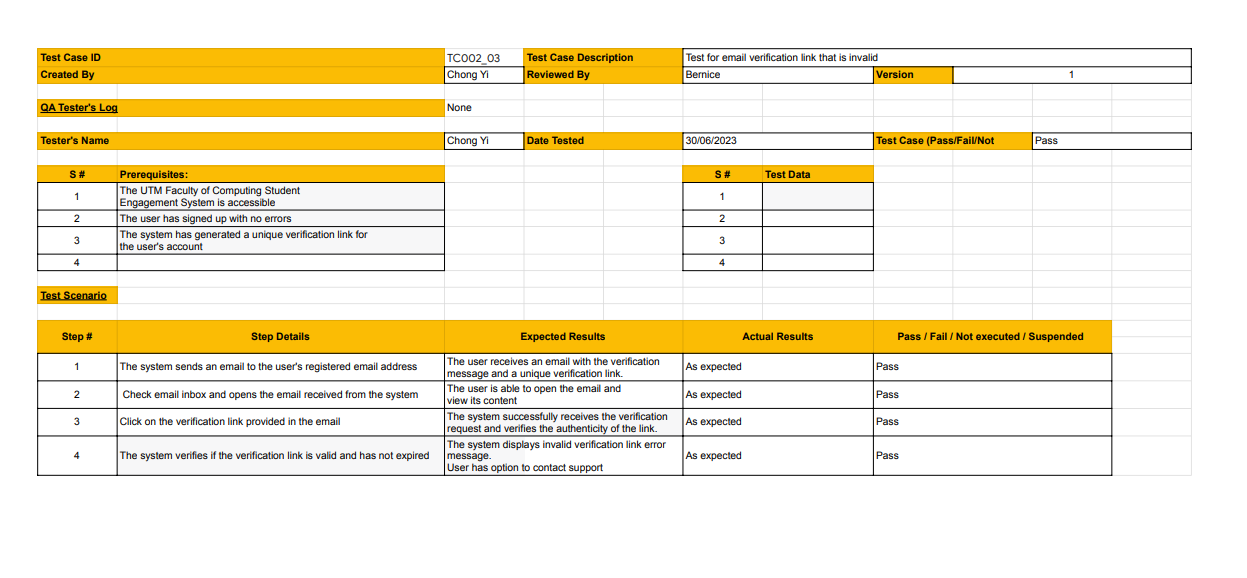 Test Case ID TC002_03 Test Case Description Test for email verification link that is invalid
Created By Chong Yi Reviewed By Bernice Version 1
QA Tester's Log None
Tester's Name Chong Yi Date Tested 30/06/2023 Test Case (Pass/Fail/Not Pass
S # Prerequisites: S # Test Data
1 The UTM Faculty of Computing Student
Engagement System is accessible 1
2 The user has signed up with no errors 2
3 The system has generated a unique verification link for
the user's account 3
4 4
Test Scenario
Step # Step Details Expected Results Actual Results Pass / Fail / Not executed / Suspended
1 The system sends an email to the user's registered email address The user receives an email with the verification
message and a unique verification link. As expected Pass
2 Check email inbox and opens the email received from the system The user is able to open the email and
view its content As expected Pass
3 Click on the verification link provided in the email The system successfully receives the verification
request and verifies the authenticity of the link. As expected Pass
4 The system verifies if the verification link is valid and has not expired The system displays invalid verification link error
message.
User has option to contact support As expected Pass